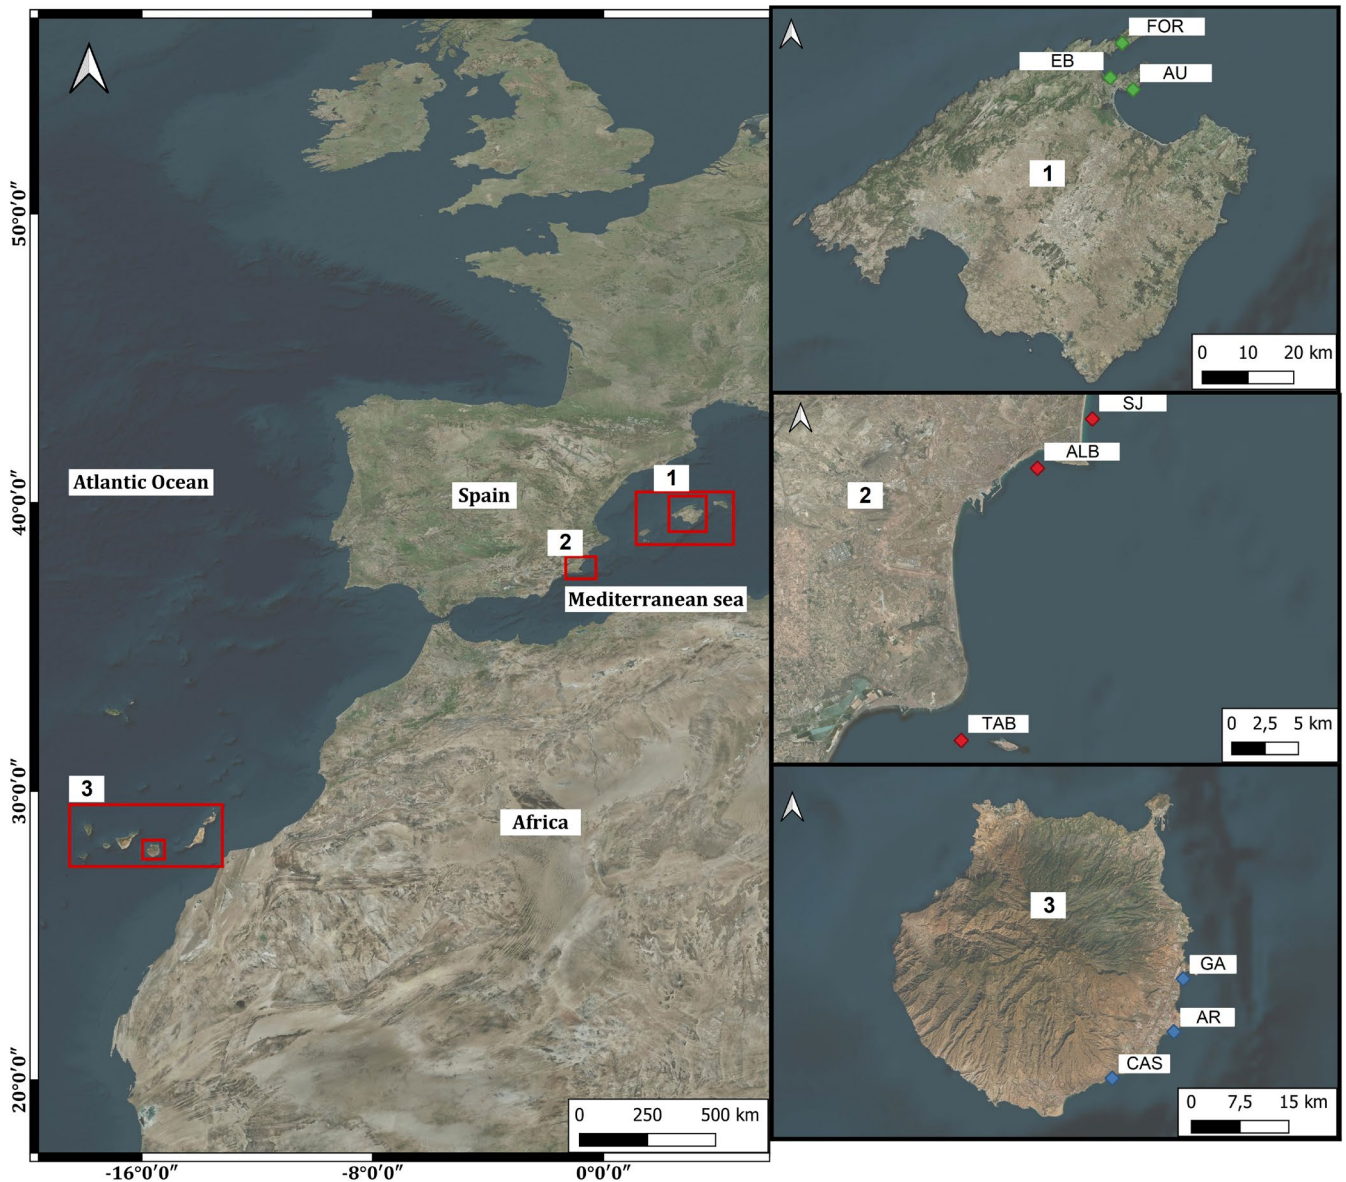 50°0′0″
40°0′0″
30°0′0″
20°0′0″
-16°0′0″
-8°0′0″
0°0′0″
Atlantic Ocean
Spain
1
2
Mediterranean sea
3
Africa
0 250 500 km
FOR
EB
AU
1
0 10 20 km
SJ
ALB
2
TAB
0 2,5 5 km
3
GA
AR
CAS
0 7,5 15 km